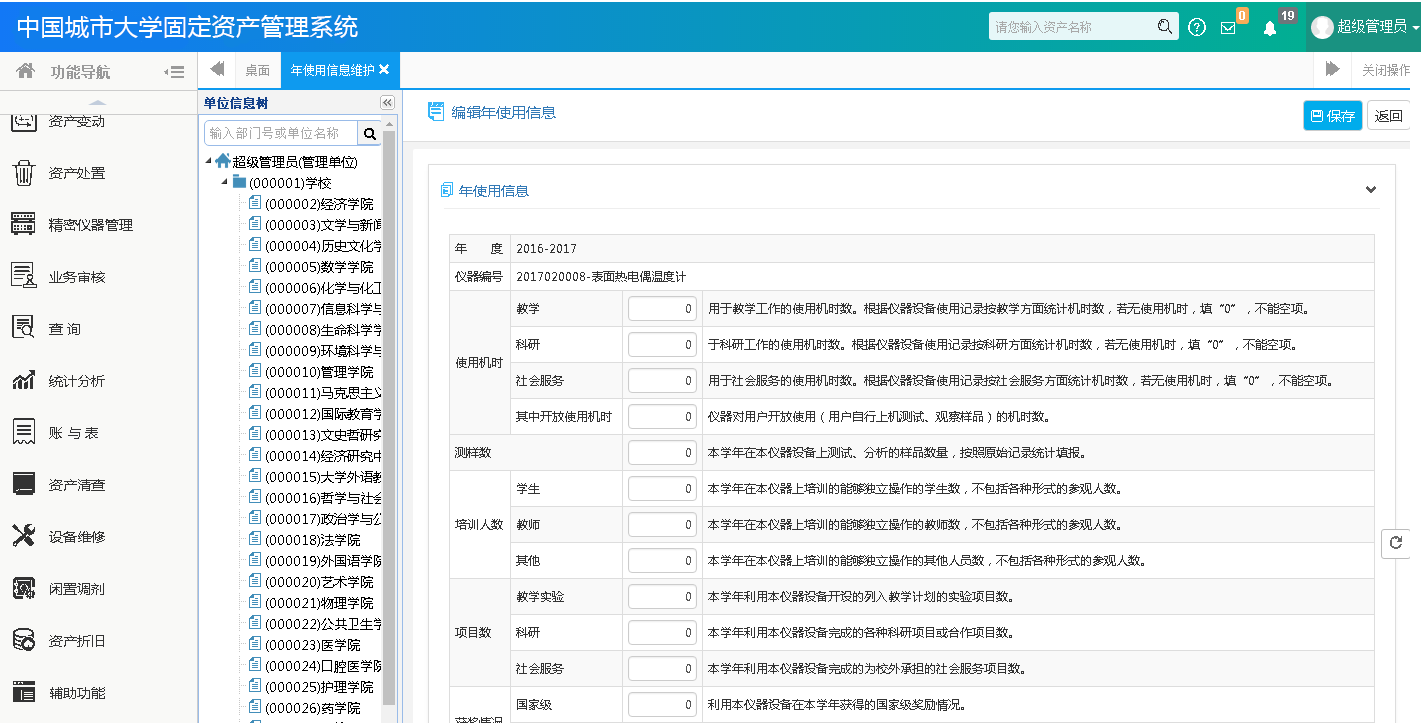 中国城市大学固定资产管理系统
请您输入资产名称
0
19
超级管理员
功能导航
桌面
年使用信息维护
关闭操作
资产变动
资产处置
精密仪器管理
业务审核
查 询
统计分析
账 与 表
资产清查
设备维修
闲置调剂
资产折旧
辅助功能
单位信息树
输入部门号或单位名称
超级管理员(管理单位)
(000001)学校
(000002)经济学院
(000003)文学与新闻
(000004)历史文化学
(000005)数学学院
(000006)化学与化工
(000007)信息科学与
(000008)生命科学学
(000009)环境科学与
(000010)管理学院
(000011)马克思主义
(000012)国际教育学
(000013)文史哲研究
(000014)经济研究中
(000015)大学外语教
(000016)哲学与社会
(000017)政治学与公
(000018)法学院
(000019)外国语学院
(000020)艺术学院
(000021)物理学院
(000022)公共卫生学
(000023)医学院
(000024)口腔医学院
(000025)护理学院
(000026)药学院
编辑年使用信息
保存
返回
年使用信息
年 度 2016-2017
仪器编号 2017020008-表面热电偶温度计
使用机时
教学 0 用于教学工作的使用机时数。根据仪器设备使用记录按教学方面统计机时数，若无使用机时，填“0”，不能空项。
科研 0 于科研工作的使用机时数。根据仪器设备使用记录按科研方面统计机时数，若无使用机时，填“0”，不能空项。
社会服务 0 用于社会服务的使用机时数。根据仪器设备使用记录按社会服务方面统计机时数，若无使用机时，填“0”，不能空项。
其中开放使用机时 0 仪器对用户开放使用（用户自行上机测试、观察样品）的机时数。
测样数 0 本学年在本仪器设备上测试、分析的样品数量，按照原始记录统计填报。
培训人数
学生 0 本学年在本仪器上培训的能够独立操作的学生数，不包括各种形式的参观人数。
教师 0 本学年在本仪器上培训的能够独立操作的教师数，不包括各种形式的参观人数。
其他 0 本学年在本仪器上培训的能够独立操作的其他人员数，不包括各种形式的参观人数。
项目数
教学实验 0 本学年利用本仪器设备开设的列入教学计划的实验项目数。
科研 0 本学年利用本仪器设备完成的各种科研项目或合作项目数。
社会服务 0 本学年利用本仪器设备完成的为校外承担的社会服务项目数。
获奖情况
国家级 0 利用本仪器设备在本学年获得的国家级奖励情况。